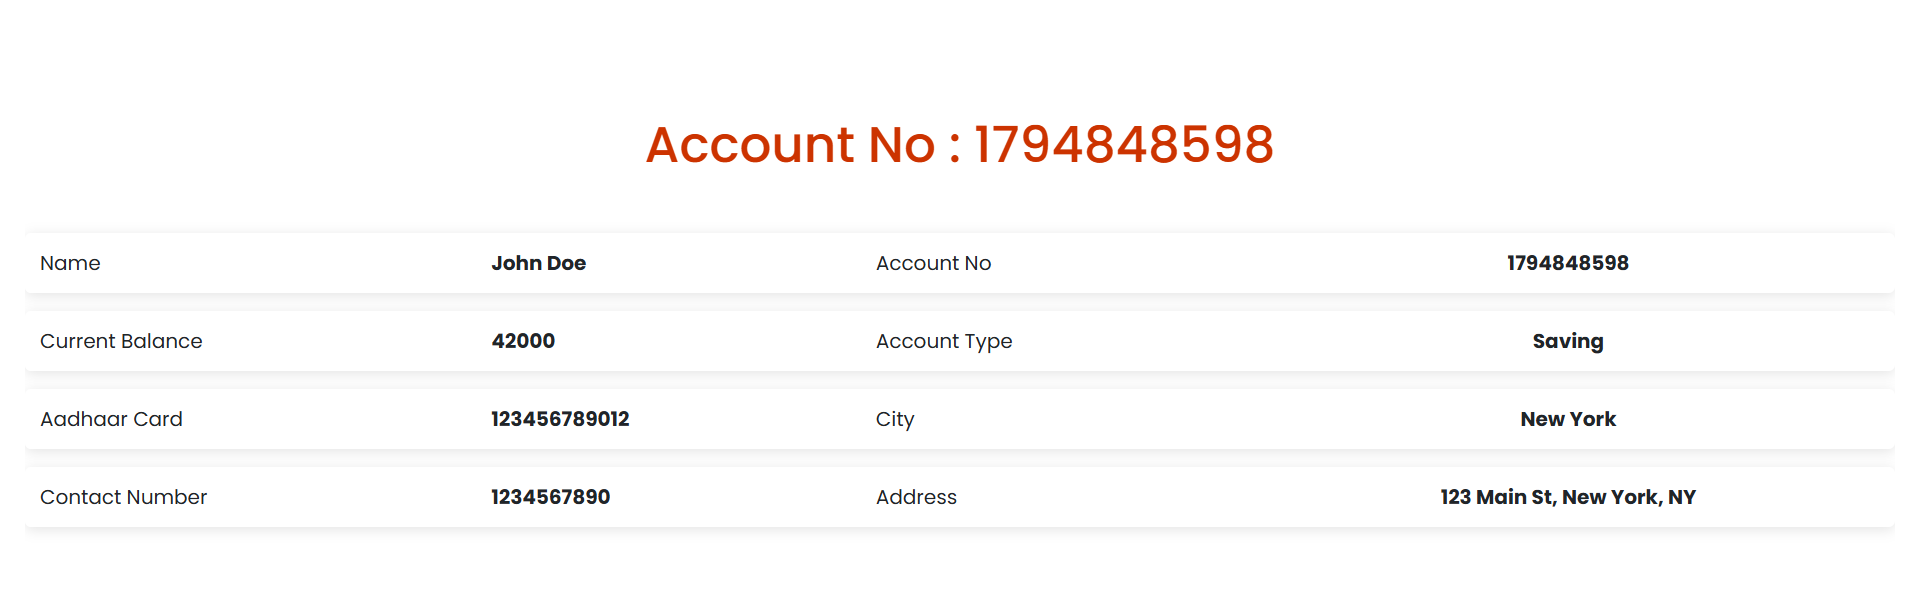 Account No : 1794848598
Name John Doe Account No 1794848598
Current Balance 42000 Account Type Saving
Aadhaar Card 123456789012 City New York
Contact Number 1234567890 Address 123 Main St, New York, NY